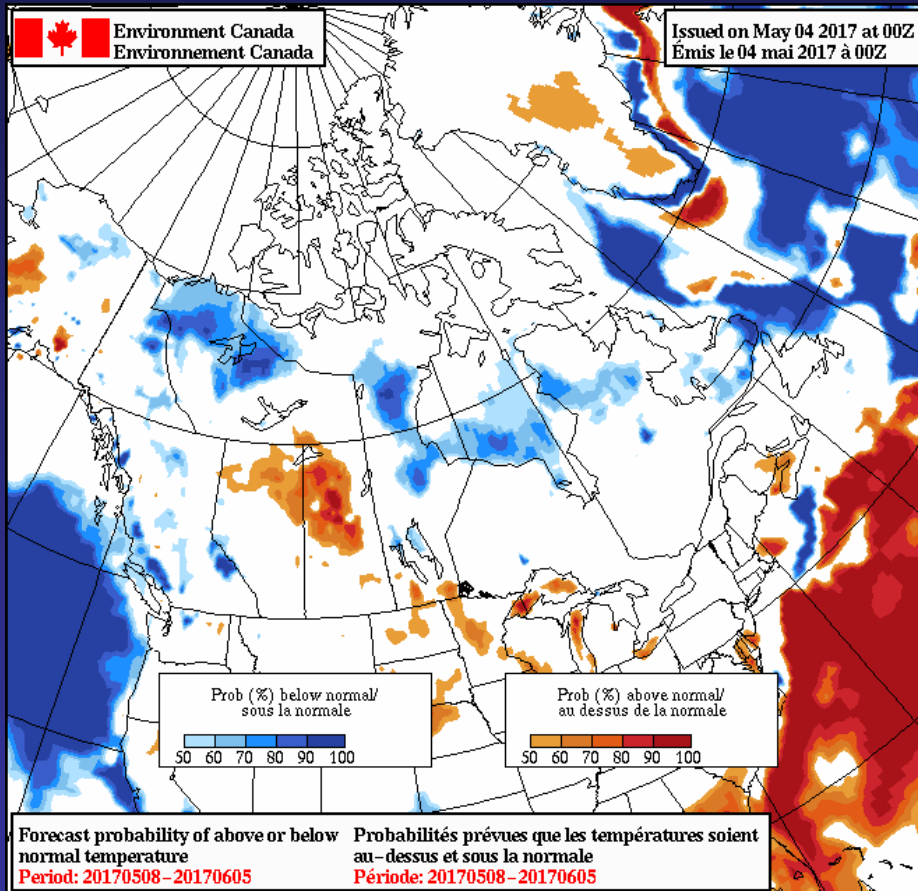 Environment Canada
Environnement Canada
Issued on May 04 2017 at 00Z
Émis le 04 mai 2017 à 00Z
Prob (%) below normal/
sous la normale
50 60 70 80 90 100
Prob (%) above normal/
au dessus de la normale
50 60 70 80 90 100
Forecast probability of above or below
normal temperature
Period: 20170508-20170605
Probabilités prévues que les températures soient
au-dessus et sous la normale
Période: 20170508-20170605